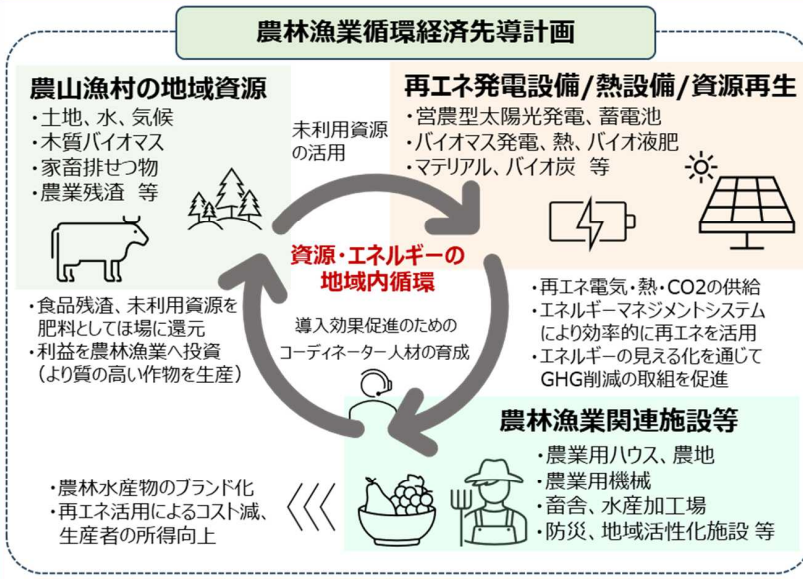 農林漁業循環経済先導計画
農山漁村の地域資源
・土地、水、気候
・木質バイオマス
・家畜排せつ物
・農業残渣 等
未利用資源
の活用
再エネ発電設備/熱設備/資源再生
・営農型太陽光発電、蓄電池
・バイオマス発電、熱、バイオ液肥
・マテリアル、バイオ炭 等
資源・エネルギーの
地域内循環
導入効果促進のための
コーディネーター人材の育成
・食品残渣、未利用資源を
肥料としてほ場に還元
・利益を農林漁業へ投資
（より質の高い作物を生産）
・再エネ電気・熱・CO2の供給
・エネルギーマネジメントシステム
により効率的に再エネを活用
・エネルギーの見える化を通じて
GHG削減の取組を促進
農林漁業関連施設等
・農業用ハウス、農地
・農業用機械
・畜舎、水産加工場
・防災、地域活性化施設 等
・農林水産物のブランド化
・再エネ活用によるコスト減、
生産者の所得向上